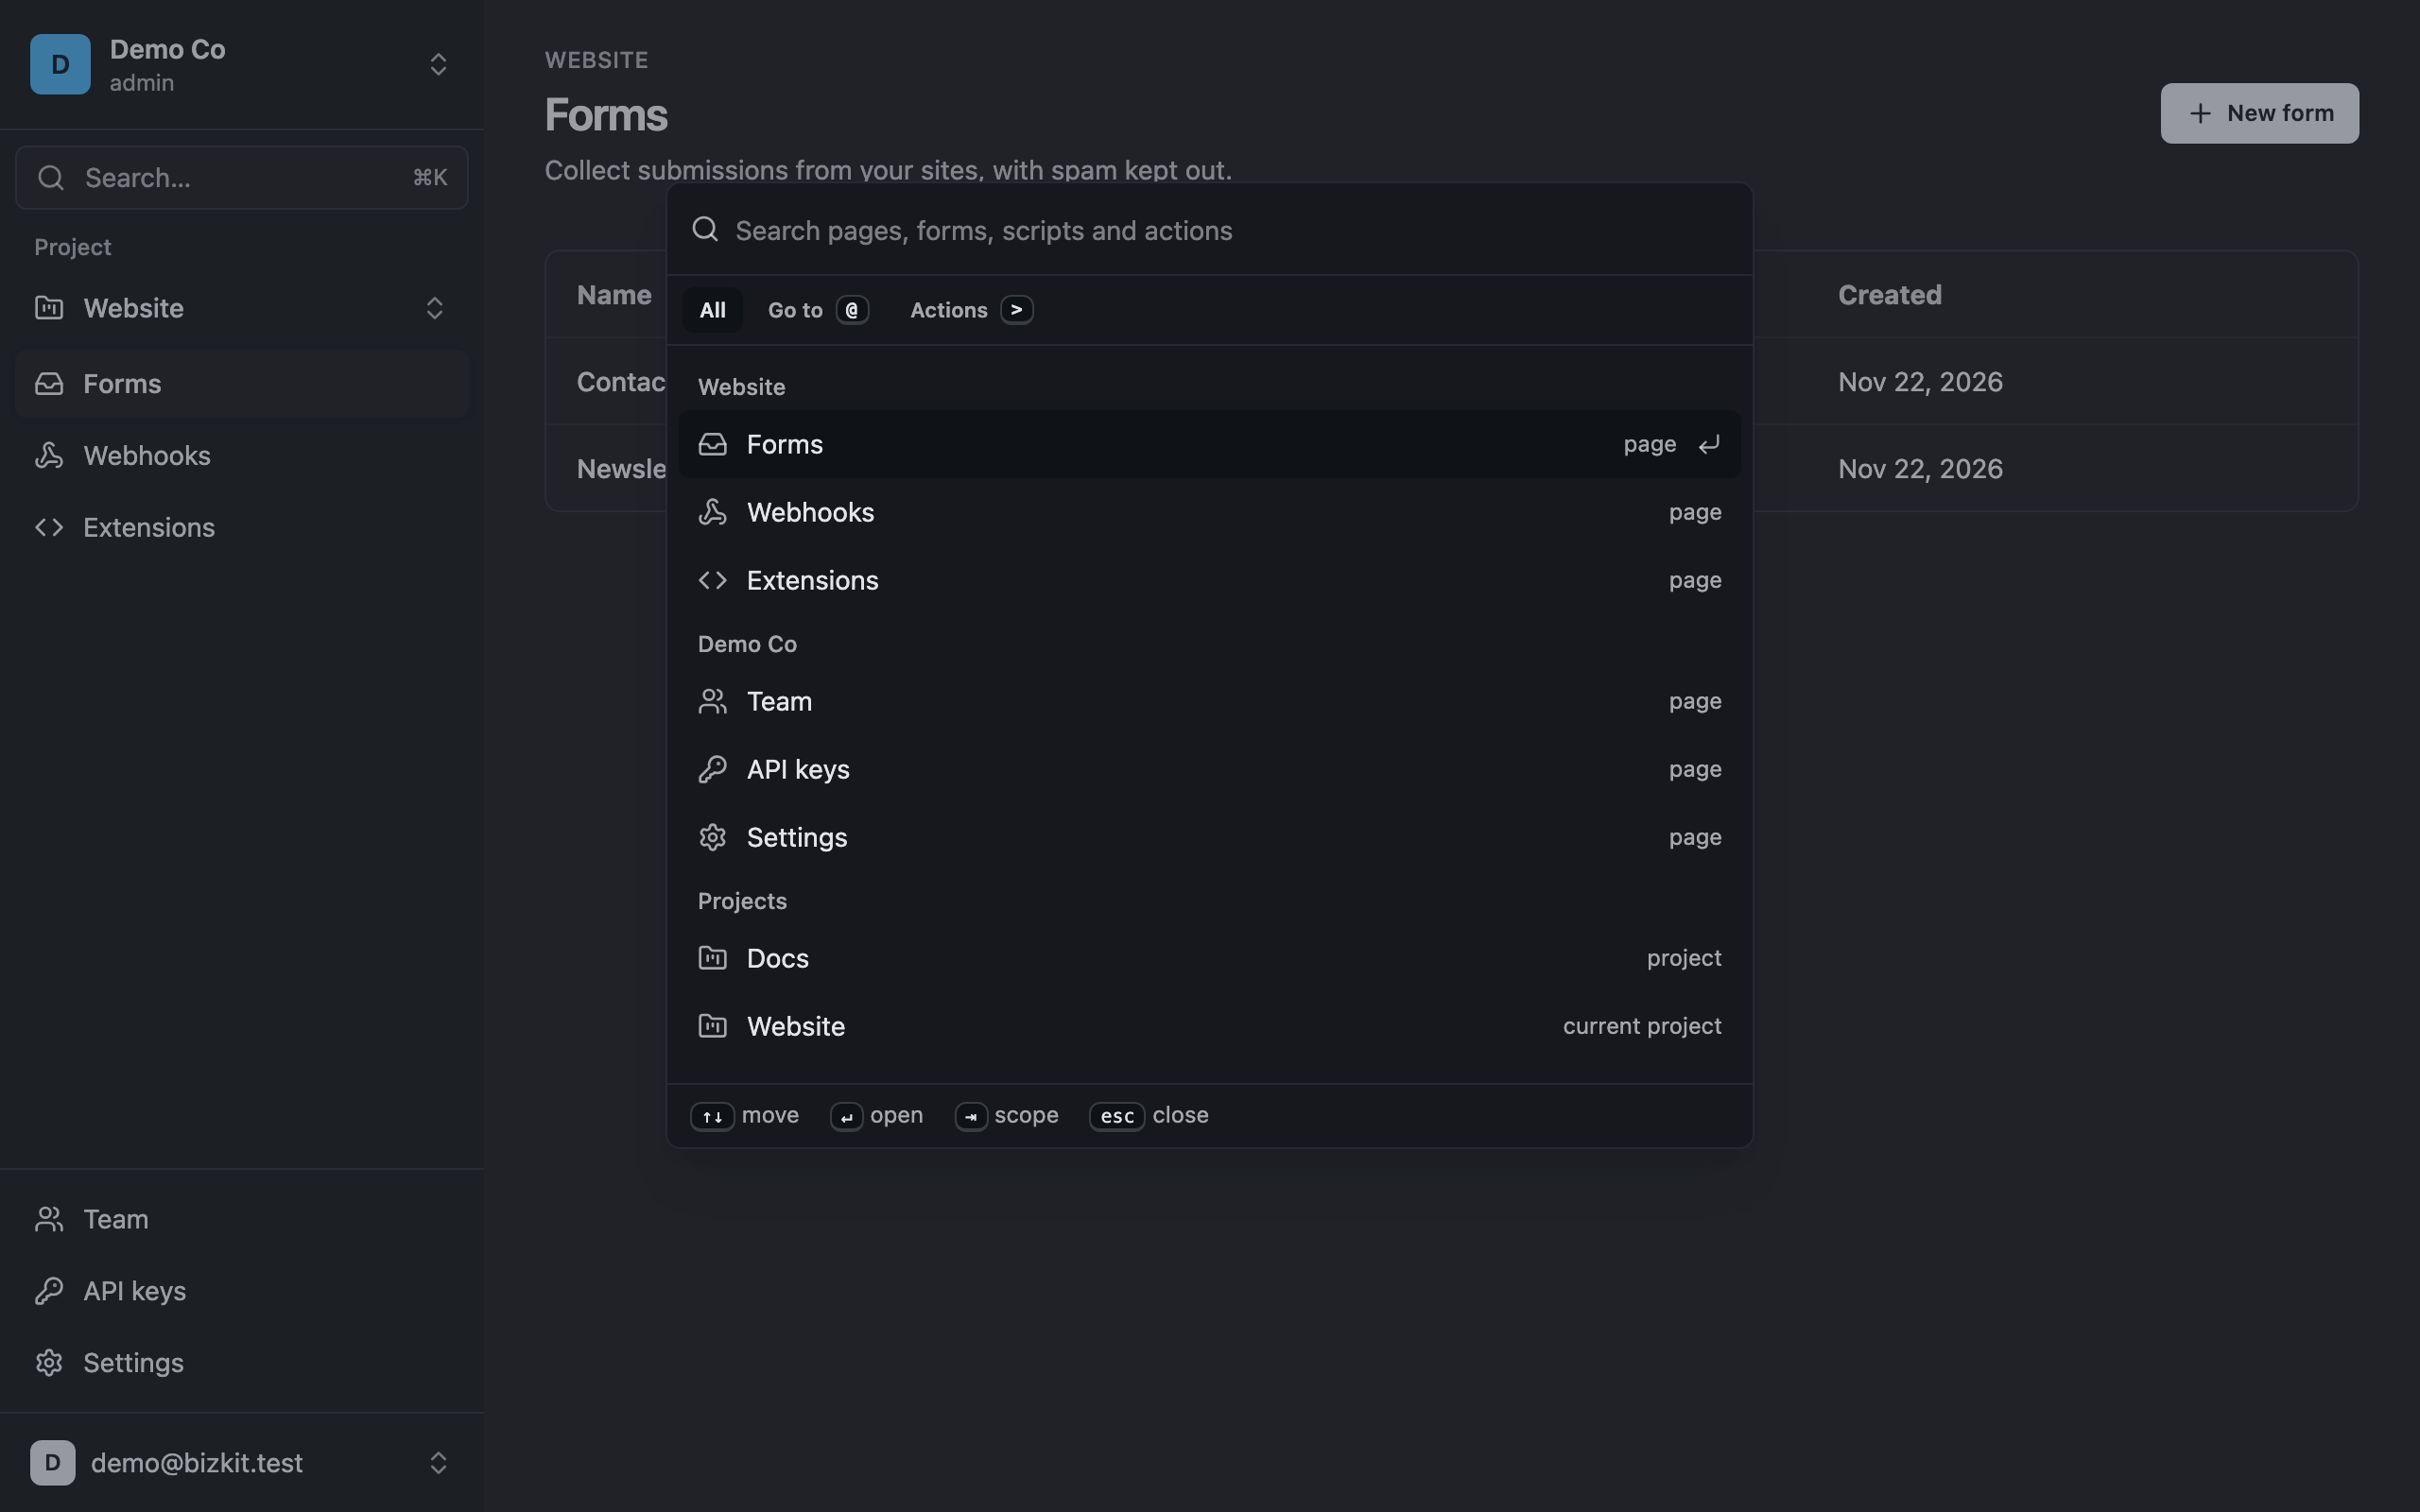 D
Demo Co
admin
Search...
⌘K
Project
Website
Forms
Webhooks
Extensions
Team
API keys
Settings
D
demo@bizkit.test
WEBSITE
Forms
Collect submissions from your sites, with spam kept out.
+ New form
Name
Created
Contac
Nov 22, 2026
Newsle
Nov 22, 2026
Search pages, forms, scripts and actions
All
Go to @
Actions >
Website
Forms page ↵
Webhooks page
Extensions page
Demo Co
Team page
API keys page
Settings page
Projects
Docs project
Website current project
↑↓ move ↵ open ⇥ scope esc close